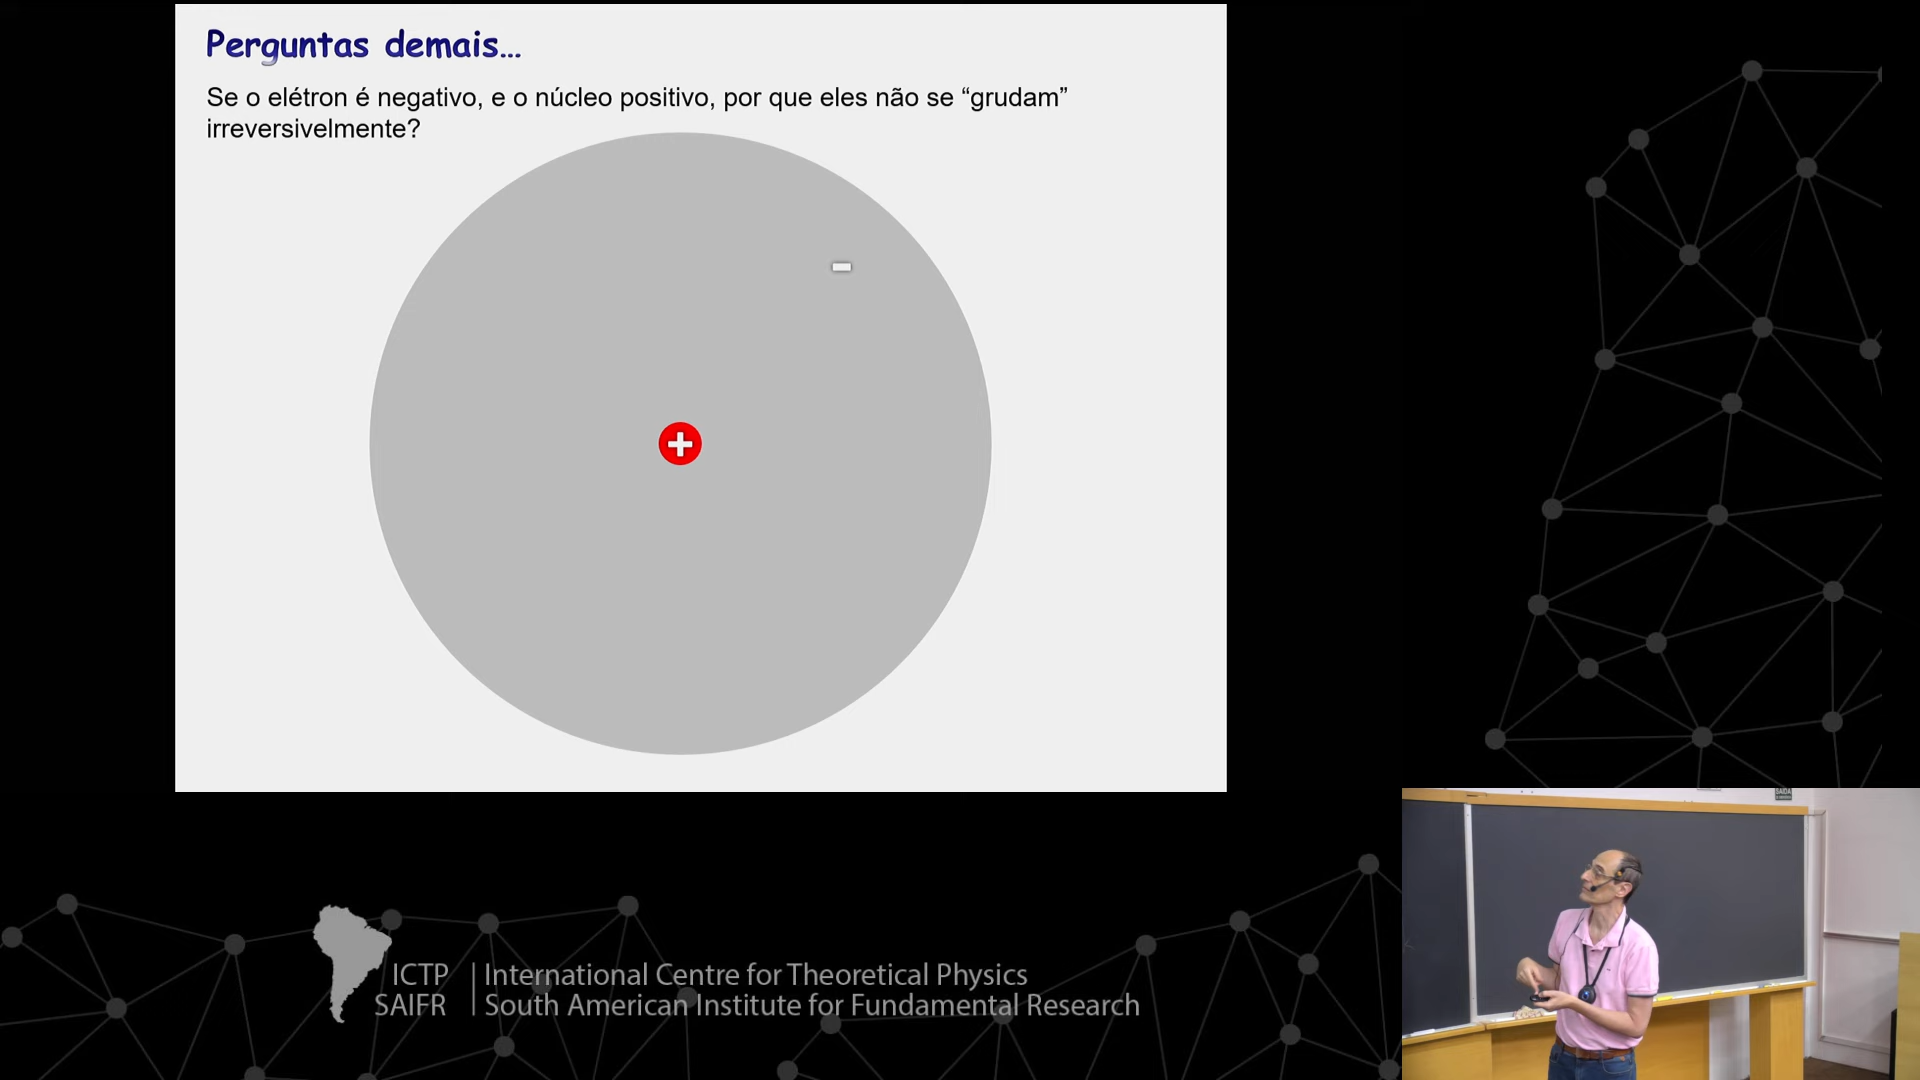 Perguntas demais...
Se o elétron é negativo, e o núcleo positivo, por que eles não se “grudam”
irreversivelmente?
ICTP
SAIFR
International Centre for Theoretical Physics
South American Institute for Fundamental Research